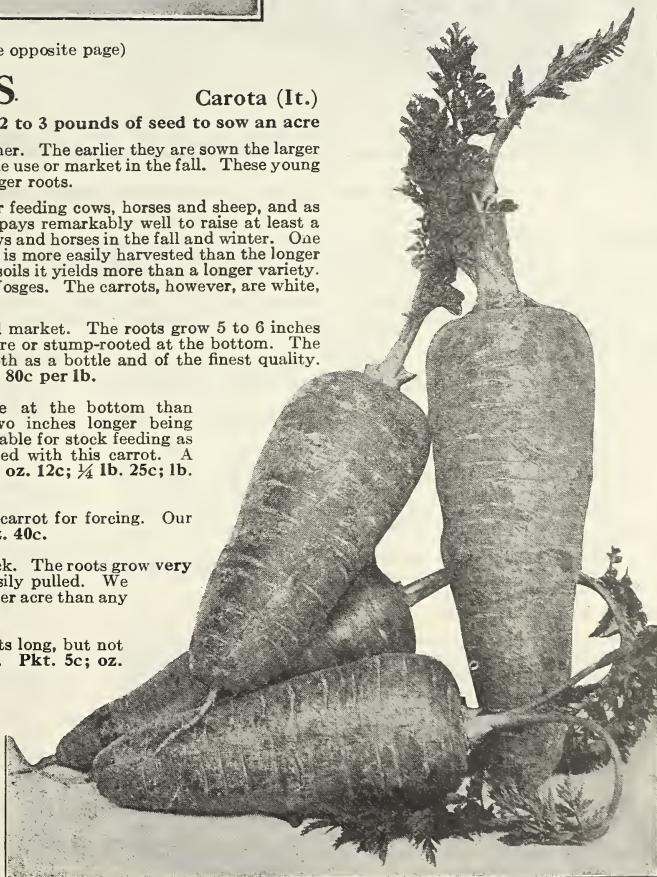 e opposite page)
S.
Carota (It.)
2 to 3 pounds of seed to sow an acre
ner. The earlier they are sown the larger
e use or market in the fall. These young
ger roots.
r feeding cows, horses and sheep, and as
pays remarkably well to raise at least a
ws and horses in the fall and winter. One
is more easily harvested than the longer
soils it yields more than a longer variety.
osges. The carrots, however, are white,
l market. The roots grow 5 to 6 inches
re or stump-rooted at the bottom. The
th as a bottle and of the finest quality.
80c per lb.
e at the bottom than
vo inches longer being
able for stock feeding as
ed with this carrot. A
oz. 12c; ¼ lb. 25c; lb.
carrot for forcing. Our
. 40c.
k. The roots grow very
sily pulled. We
er acre than any
ts long, but not
. Pkt. 5c; oz.